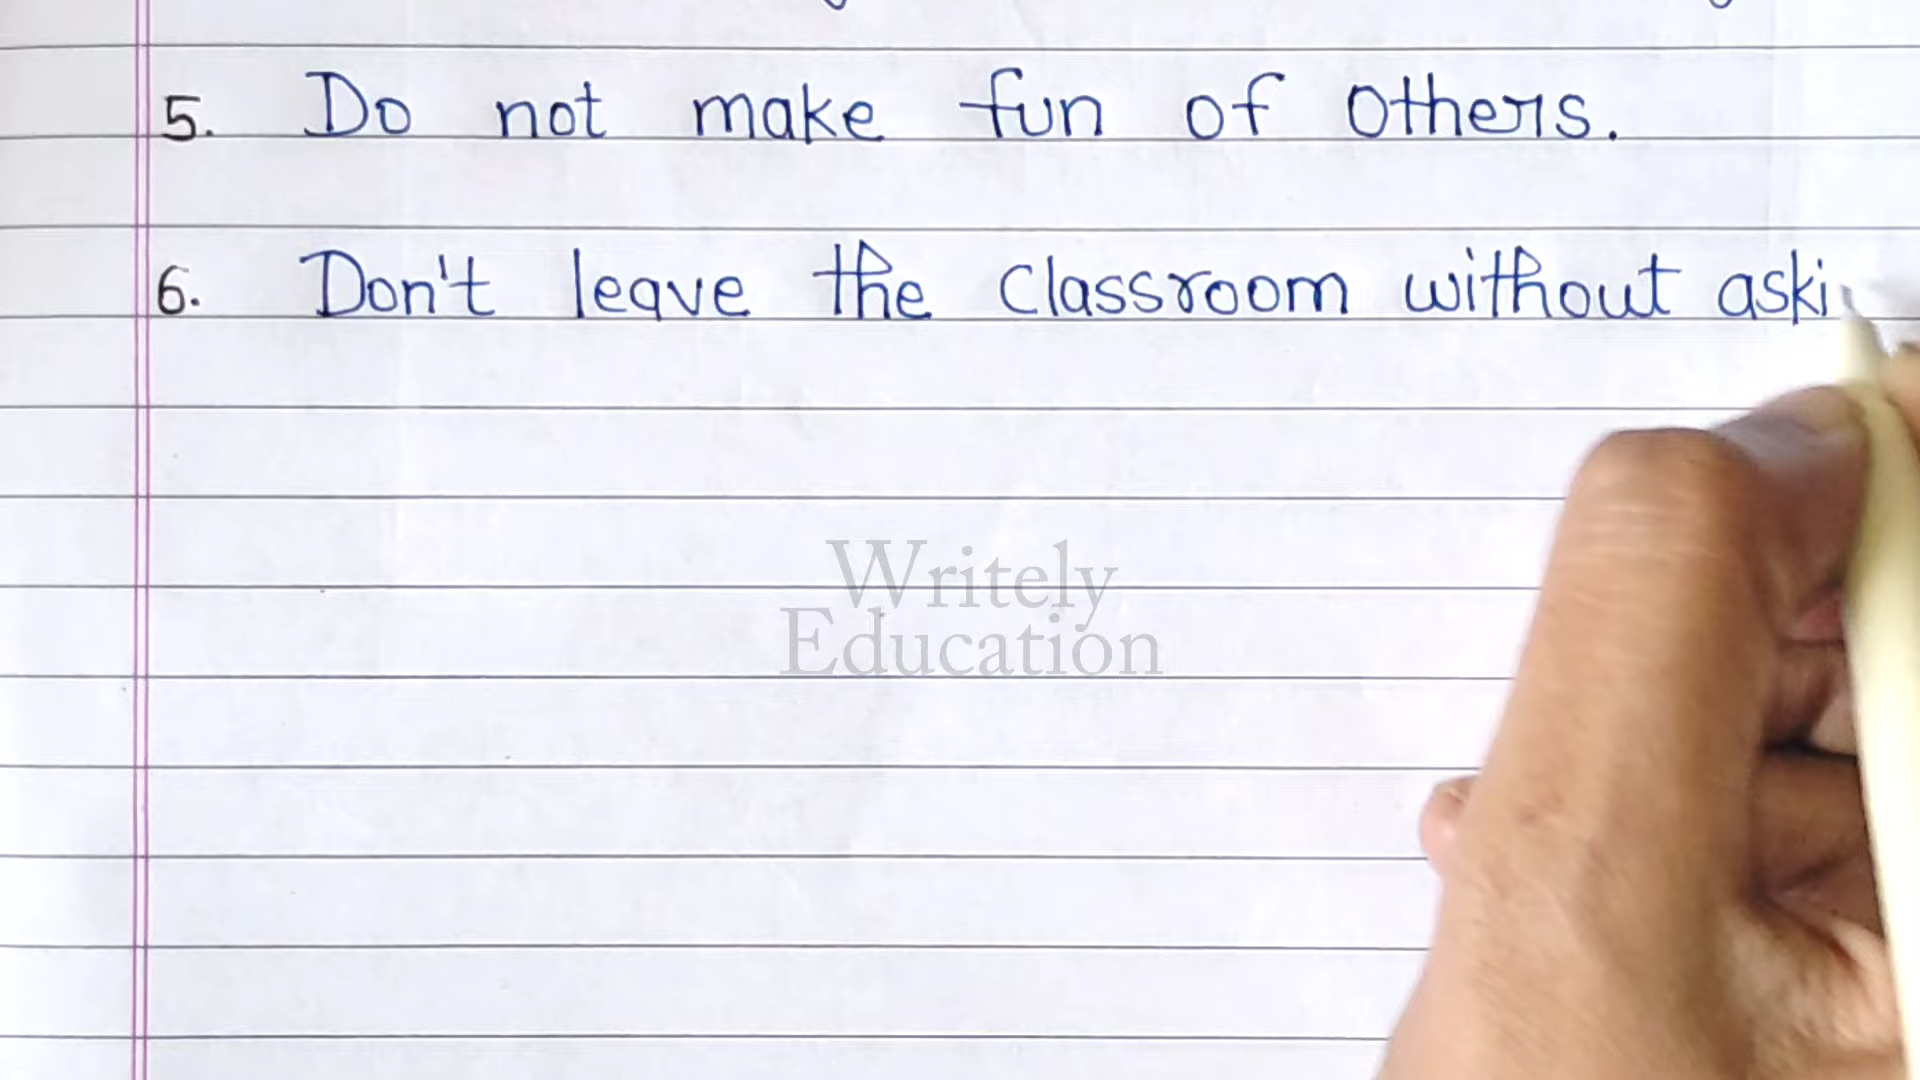 5. Do not make fun of others.
6. Don't leave the classroom without aski
Writely
Education